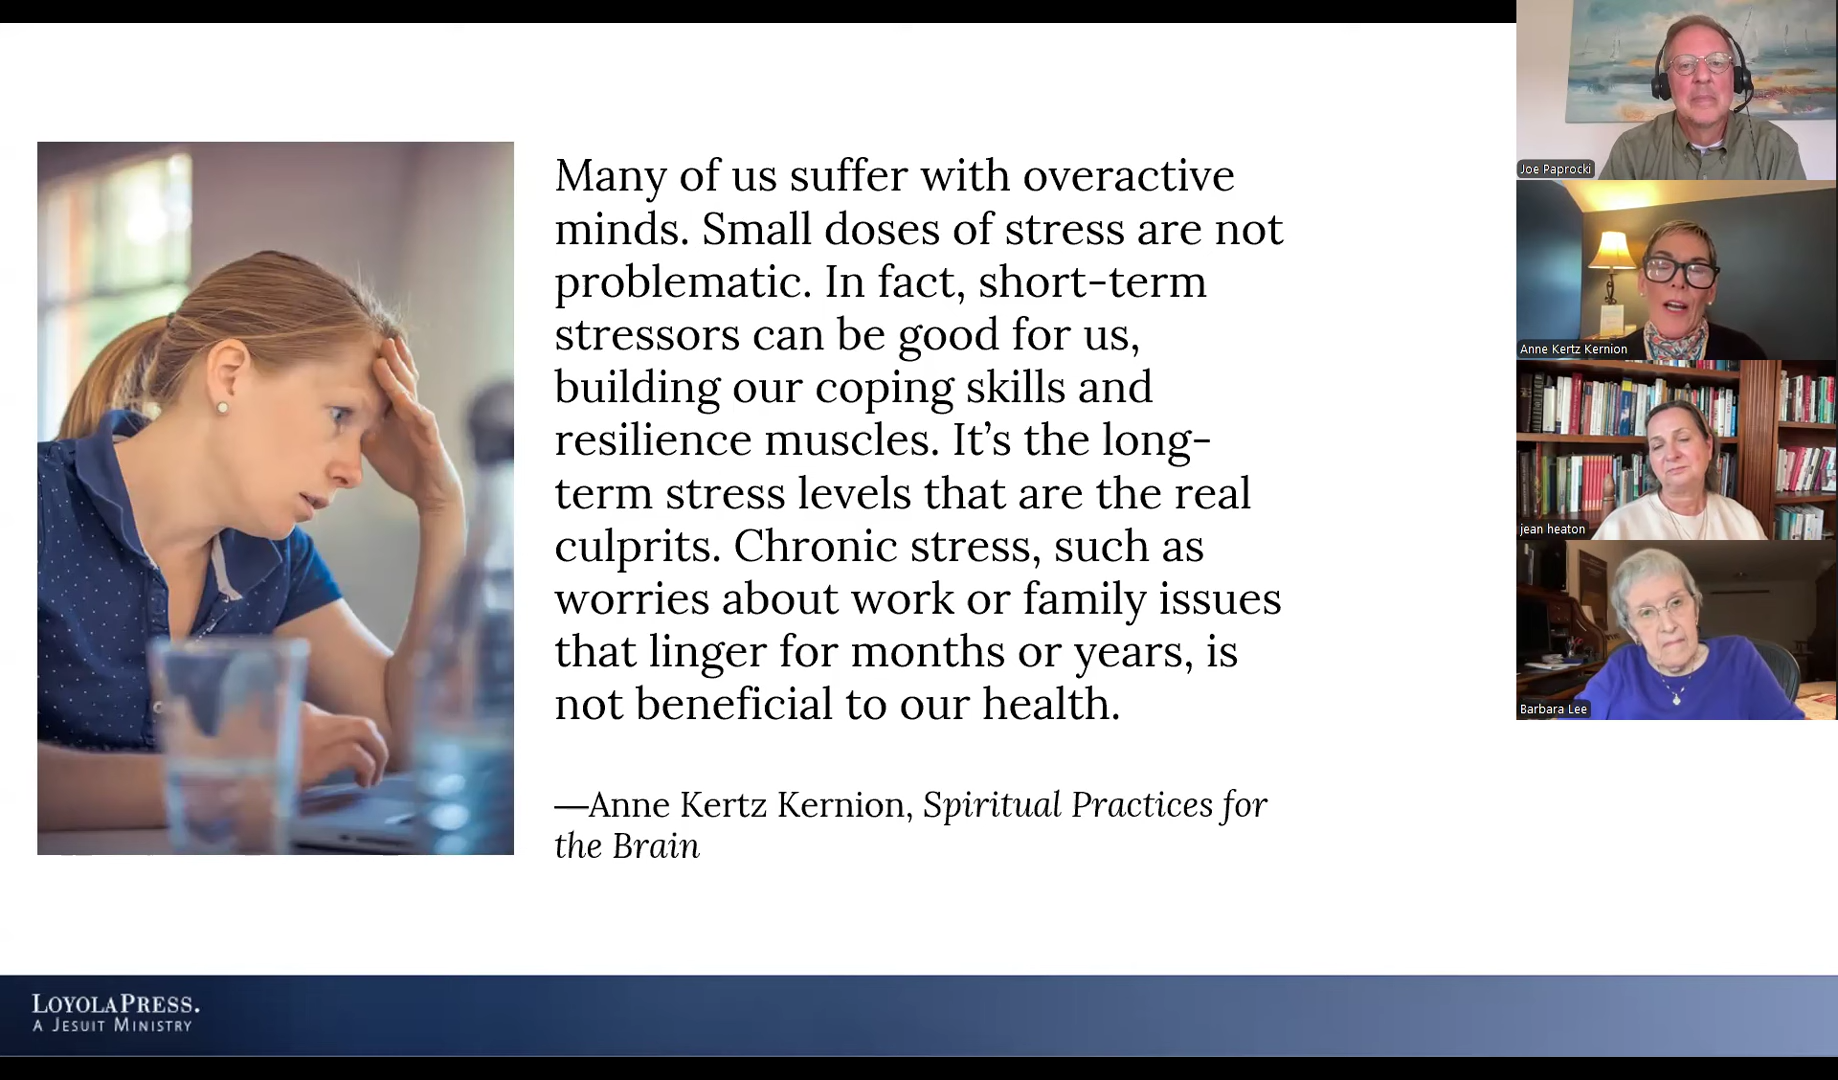 Many of us suffer with overactive
minds. Small doses of stress are not
problematic. In fact, short-term
stressors can be good for us,
building our coping skills and
resilience muscles. It’s the long-
term stress levels that are the real
culprits. Chronic stress, such as
worries about work or family issues
that linger for months or years, is
not beneficial to our health.
—Anne Kertz Kernion, Spiritual Practices for
the Brain
Joe Paprocki
Anne Kertz Kernion
jean heaton
Barbara Lee
LOYOLAPRESS.
A JESUIT MINISTRY